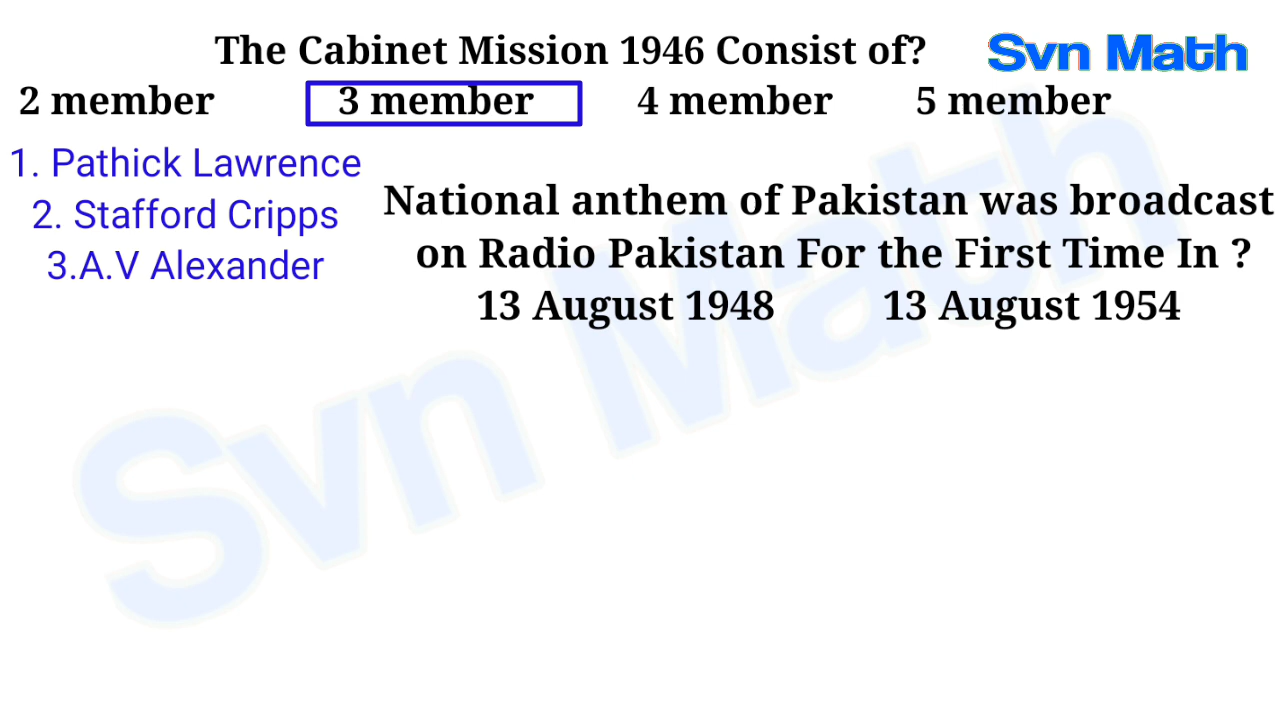 The Cabinet Mission 1946 Consist of?
Svn Math
2 member 3 member 4 member 5 member
1. Pathick Lawrence
2. Stafford Cripps
3.A.V Alexander
National anthem of Pakistan was broadcast
on Radio Pakistan For the First Time In ?
13 August 1948 13 August 1954
Svn Math